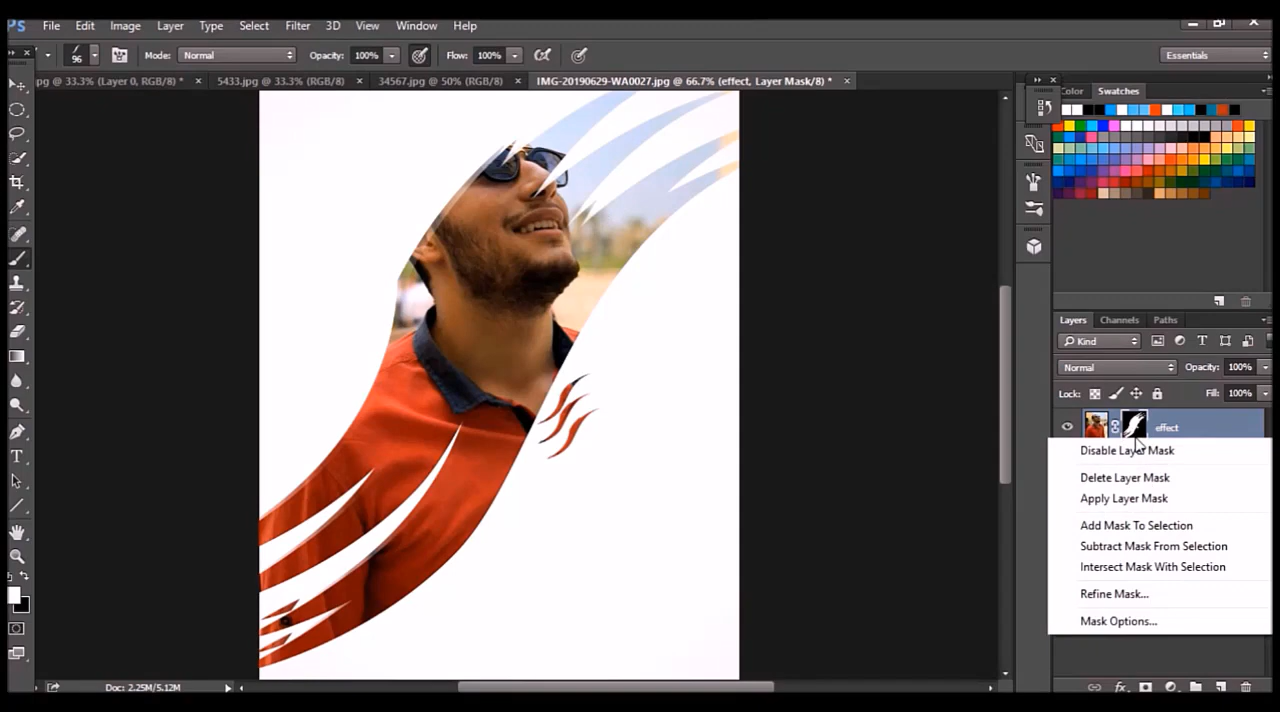 PS File Edit Image Layer Type Select Filter 3D View Window Help
96 Mode: Normal Opacity: 100% Flow: 100% Essentials
pg @ 33.3% (Layer 0, RGB/8) * × 5433.jpg @ 33.3% (RGB/8) × 34567.jpg @ 50% (RGB/8) × IMG-20190629-WA0027.jpg @ 66.7% (effect, Layer Mask/8) * ×
Color Swatches
Layers Channels Paths
Kind
Normal Opacity: 100%
Lock: Fill: 100%
effect
Disable Layer Mask
Delete Layer Mask
Apply Layer Mask
Add Mask To Selection
Subtract Mask From Selection
Intersect Mask With Selection
Refine Mask...
Mask Options...
Doc: 2.25M/5.12M
fx